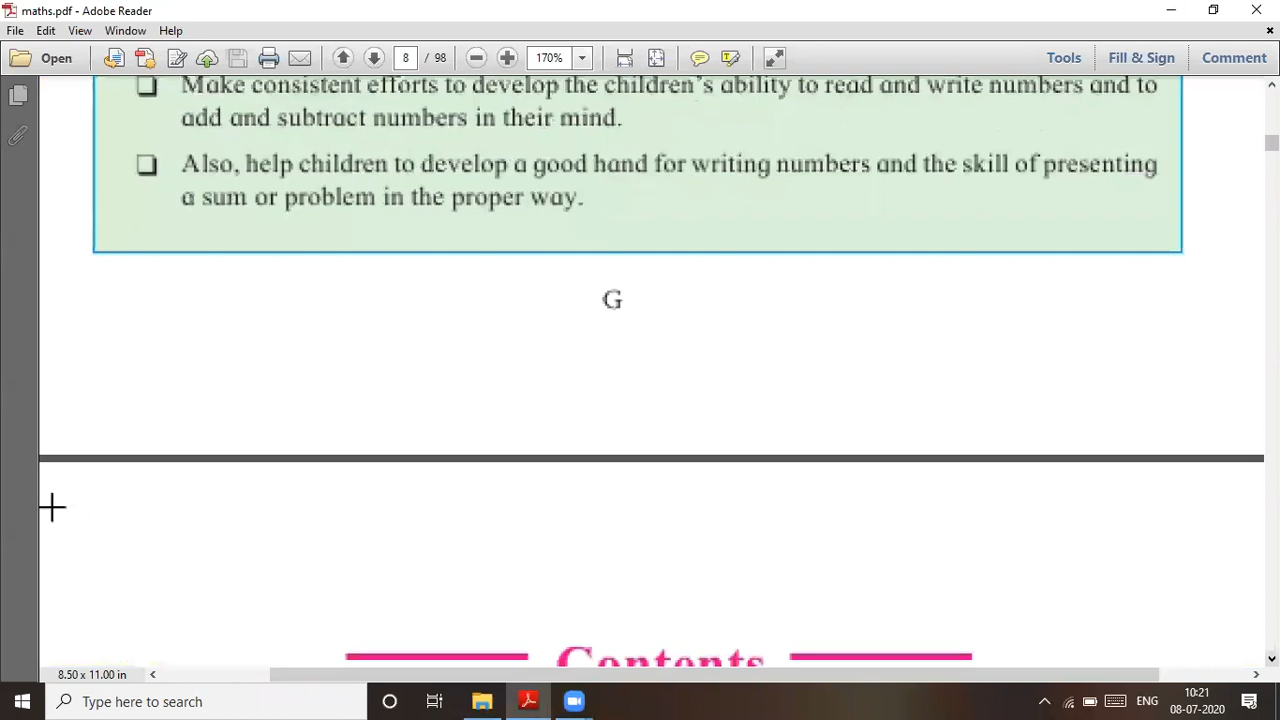 maths.pdf - Adobe Reader
File Edit View Window Help
Open 8 / 98 170% Tools Fill & Sign Comment
❑ Make consistent efforts to develop the children's ability to read and write numbers and to
add and subtract numbers in their mind.
❑ Also, help children to develop a good hand for writing numbers and the skill of presenting
a sum or problem in the proper way.
G
Contents
8.50 x 11.00 in
Type here to search
ENG
10:21
08-07-2020